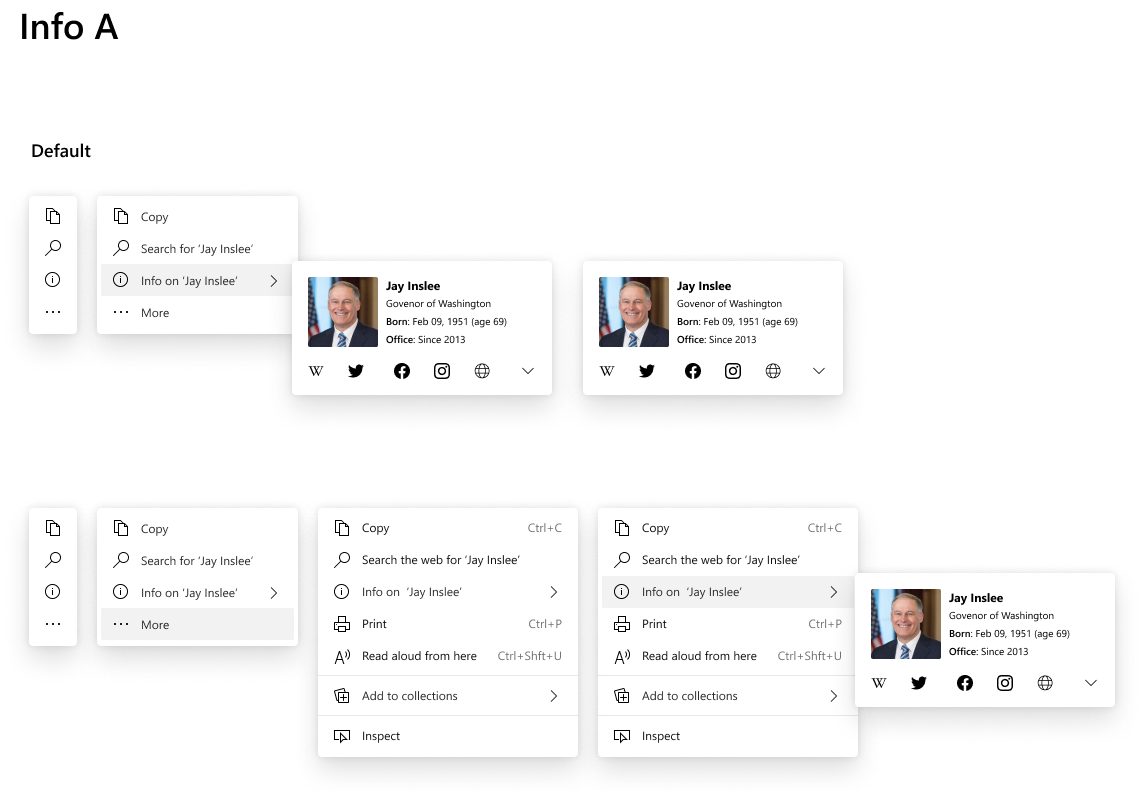 Info A
Default
Copy
Search for ‘Jay Inslee’
Info on ‘Jay Inslee’
More
Jay Inslee
Govenor of Washington
Born: Feb 09, 1951 (age 69)
Office: Since 2013
W
Jay Inslee
Govenor of Washington
Born: Feb 09, 1951 (age 69)
Office: Since 2013
W
Copy
Search for ‘Jay Inslee’
Info on ‘Jay Inslee’
More
Copy Ctrl+C
Search the web for ‘Jay Inslee’
Info on ‘Jay Inslee’
Print Ctrl+P
Read aloud from here Ctrl+Shft+U
Add to collections
Inspect
Copy Ctrl+C
Search the web for ‘Jay Inslee’
Info on ‘Jay Inslee’
Print Ctrl+P
Read aloud from here Ctrl+Shft+U
Add to collections
Inspect
Jay Inslee
Govenor of Washington
Born: Feb 09, 1951 (age 69)
Office: Since 2013
W